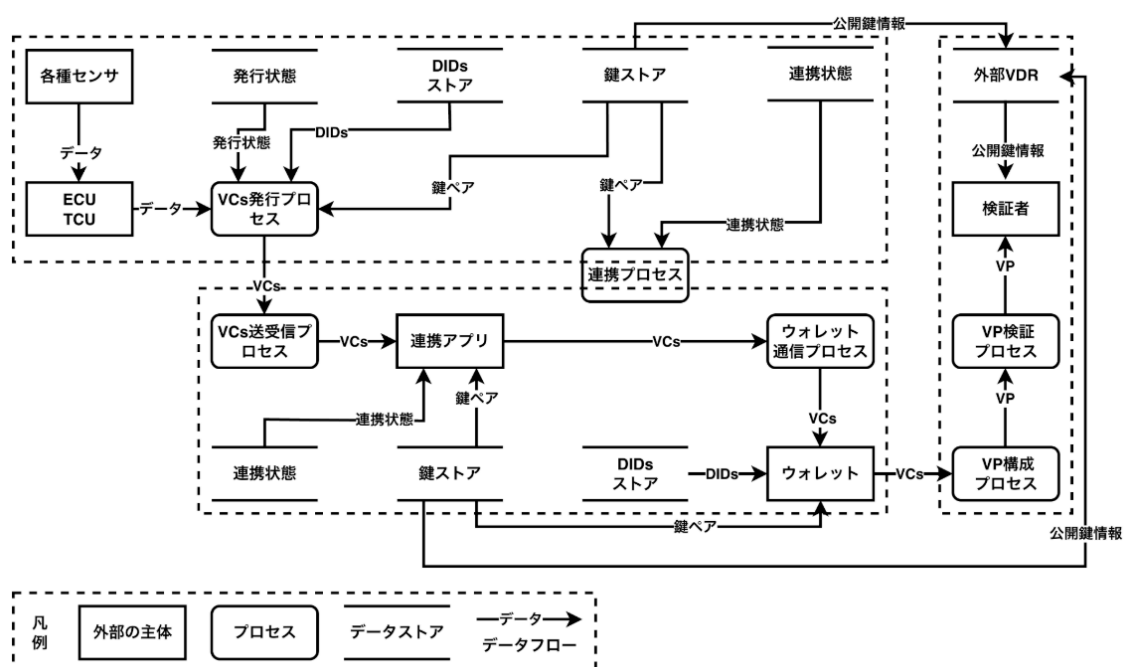 公開鍵情報
各種センサ
発行状態
DIDs
ストア
鍵ストア
連携状態
外部VDR
データ
発行状態
DIDs
鍵ペア
鍵ペア
連携状態
公開鍵情報
ECU
TCU
データ
VCs発行プロ
セス
検証者
連携プロセス
VCs
VP
VCs送受信プ
ロセス
VCs
連携アプリ
VCs
ウォレット
通信プロセス
VP検証
プロセス
連携状態
鍵ペア
VCs
VP
連携状態
鍵ストア
DIDs
ストア
DIDs
ウォレット
VCs
VP構成
プロセス
鍵ペア
公開鍵情報
凡
例
外部の主体
プロセス
データストア
データ
データフロー